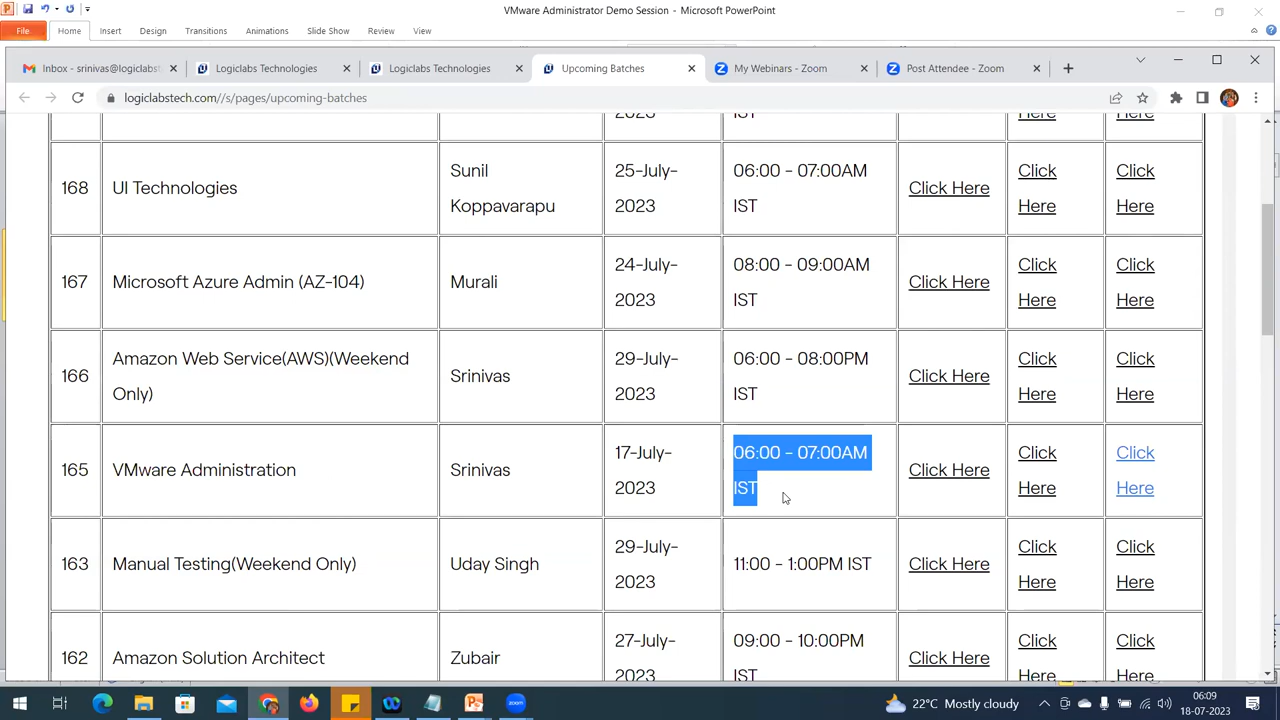 VMware Administrator Demo Session - Microsoft PowerPoint
File Home Insert Design Transitions Animations Slide Show Review View
Inbox - srinivas@logiclabst Logiclabs Technologies Logiclabs Technologies Upcoming Batches My Webinars - Zoom Post Attendee - Zoom
logiclabstech.com//s/pages/upcoming-batches
2023 IST Here Here
168 UI Technologies Sunil Koppavarapu 25-July-2023 06:00 - 07:00AM IST Click Here Click Here Click Here
167 Microsoft Azure Admin (AZ-104) Murali 24-July-2023 08:00 - 09:00AM IST Click Here Click Here Click Here
166 Amazon Web Service(AWS)(Weekend Only) Srinivas 29-July-2023 06:00 - 08:00PM IST Click Here Click Here Click Here
165 VMware Administration Srinivas 17-July-2023 06:00 - 07:00AM IST Click Here Click Here Click Here
163 Manual Testing(Weekend Only) Uday Singh 29-July-2023 11:00 - 1:00PM IST Click Here Click Here Click Here
162 Amazon Solution Architect Zubair 27-July-2023 09:00 - 10:00PM IST Click Here Click Here Click Here
22°C Mostly cloudy 06:09
18-07-2023